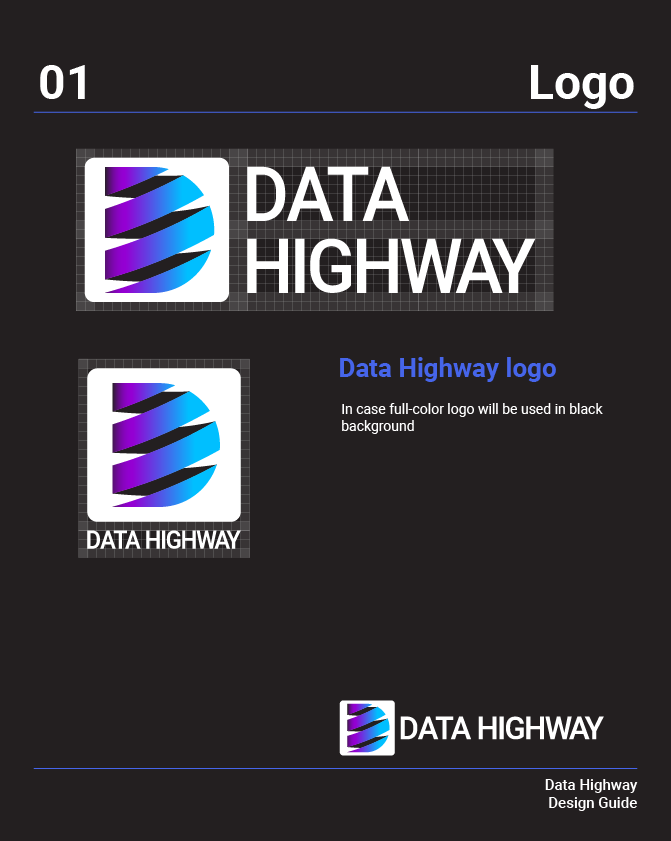 01
Logo
DATA
HIGHWAY
DATA HIGHWAY
Data Highway logo
In case full-color logo will be used in black
background
DATA HIGHWAY
Data Highway
Design Guide